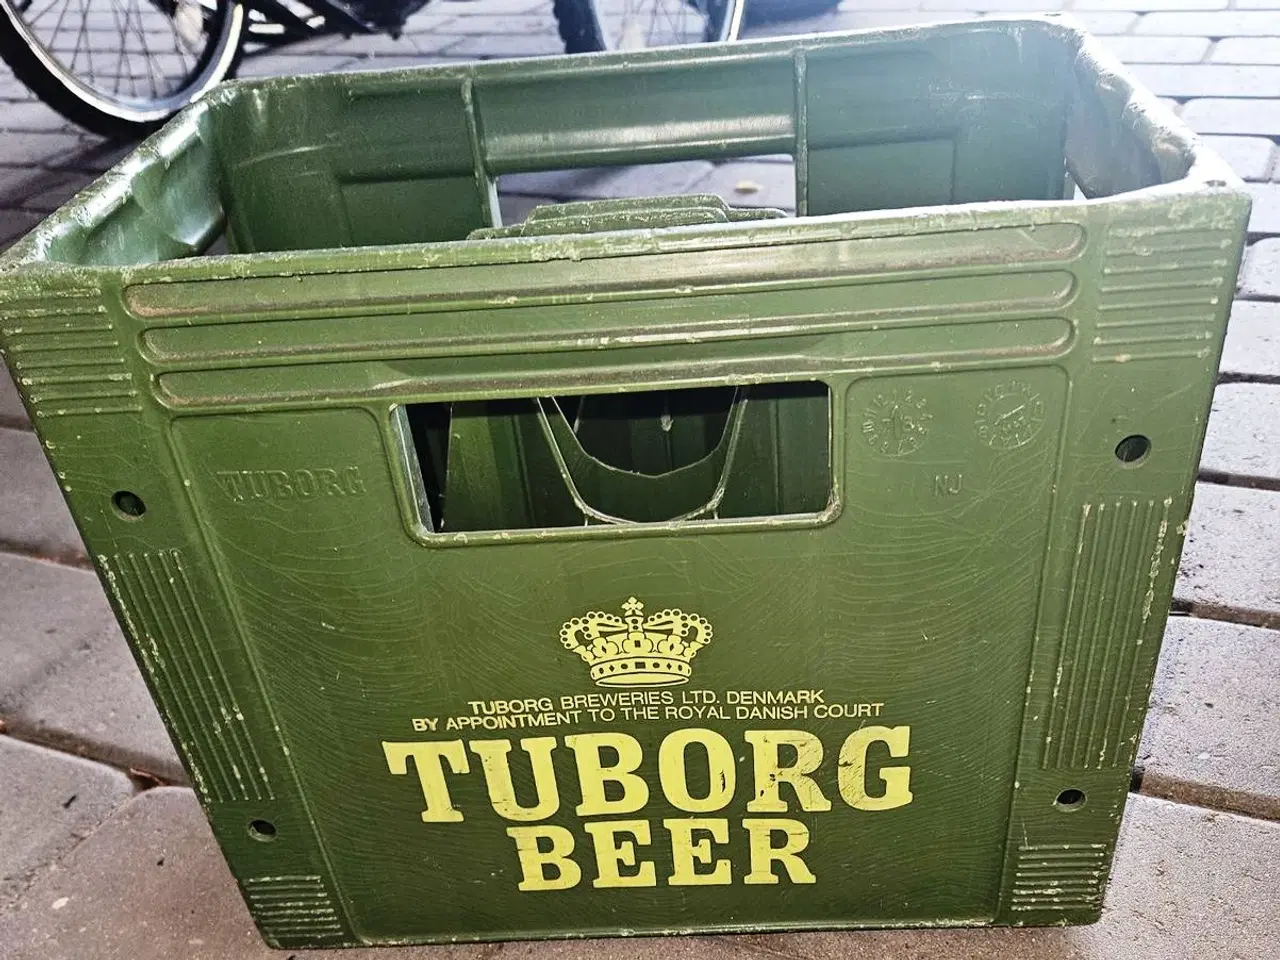 TUBORG
NJ
TUBORG BREWERIES LTD. DENMARK
BY APPOINTMENT TO THE ROYAL DANISH COURT
TUBORG
BEER